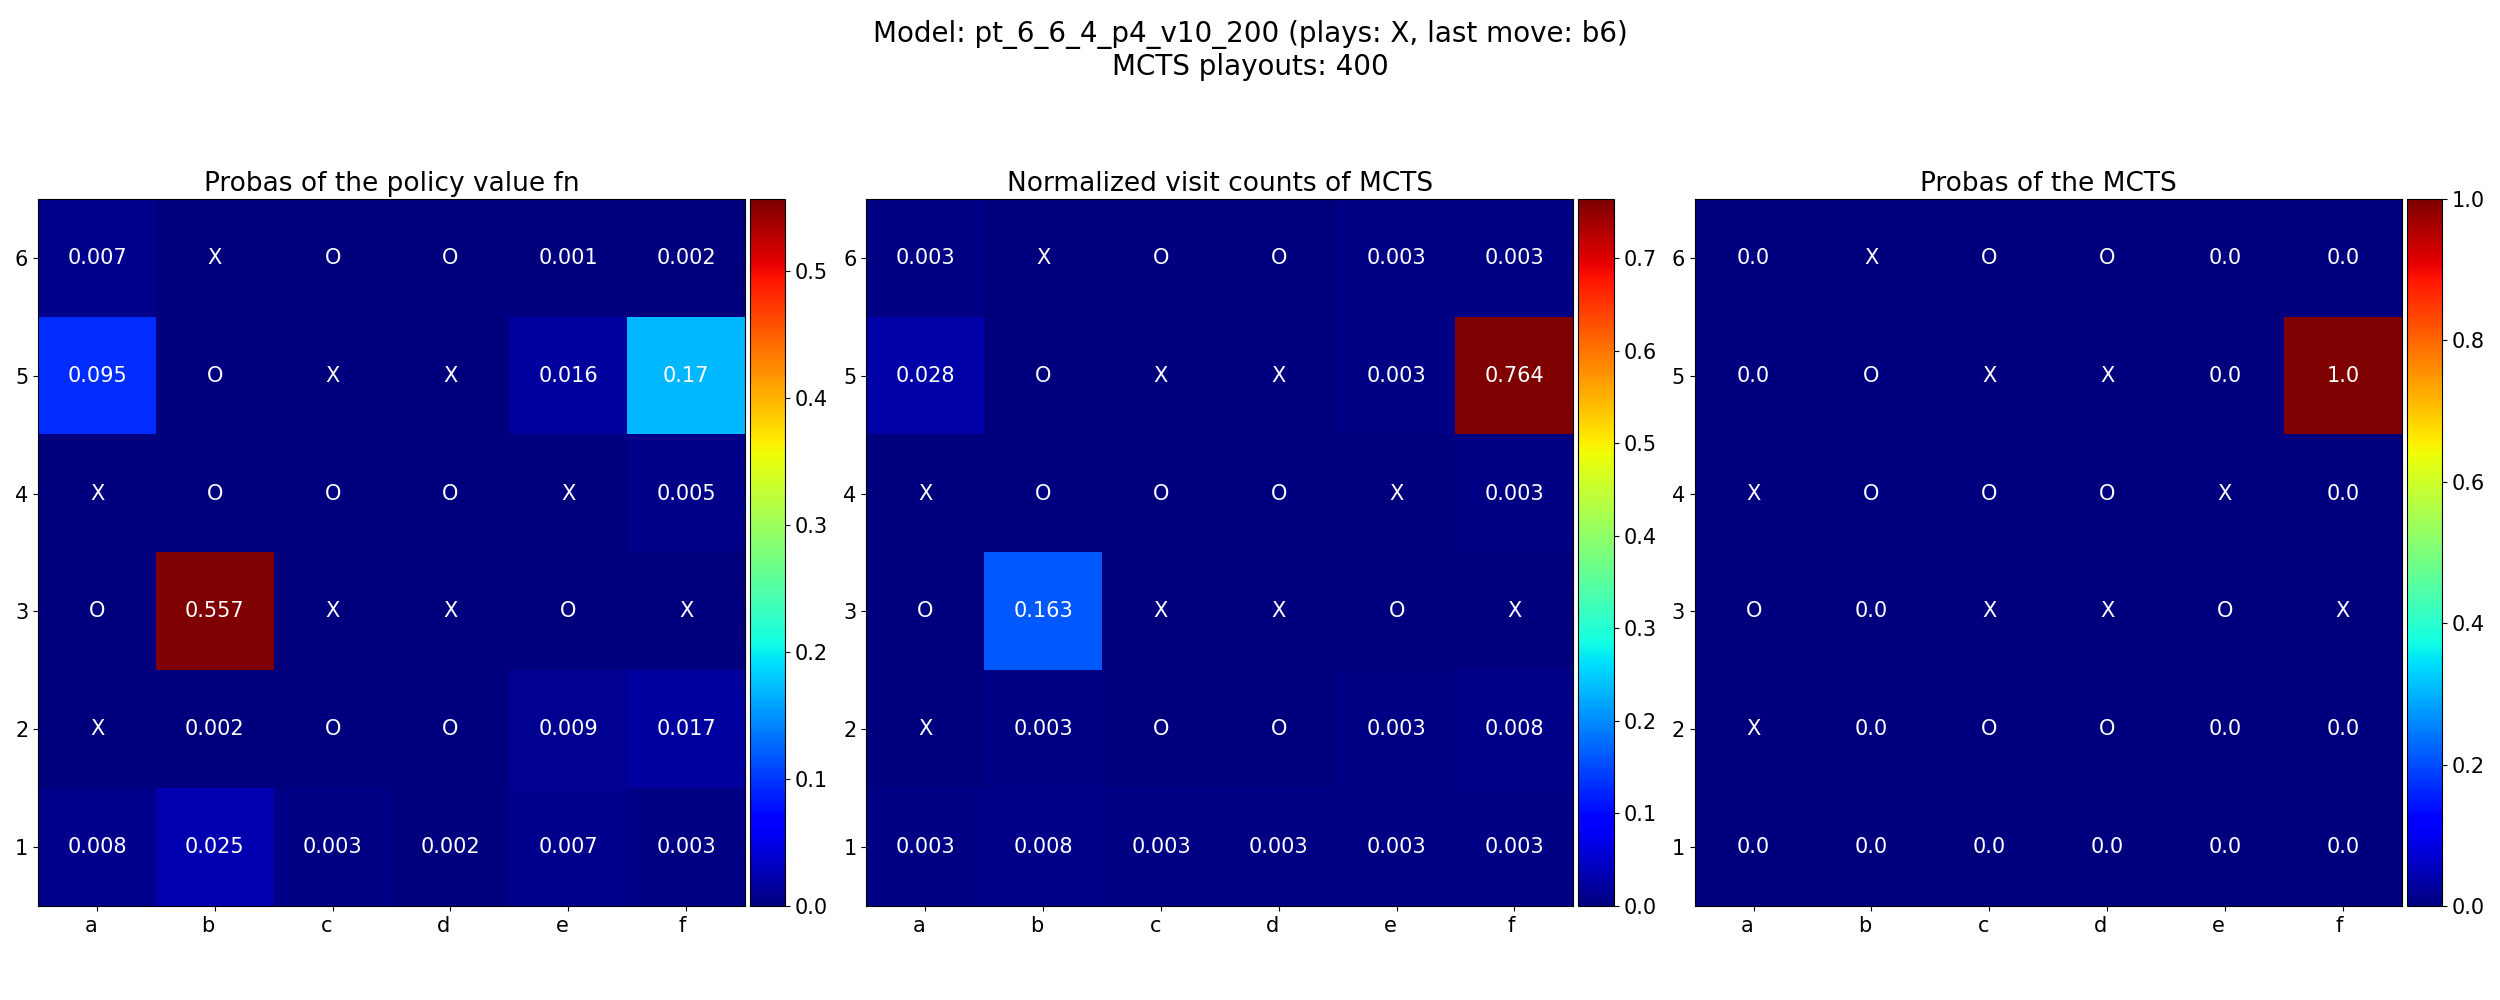 Model: pt_6_6_4_p4_v10_200 (plays: X, last move: b6)
MCTS playouts: 400
Probas of the policy value fn
6 0.007 X O O 0.001 0.002
5 0.095 O X X 0.016 0.17
4 X O O O X 0.005
3 O 0.557 X X O X
2 X 0.002 O O 0.009 0.017
1 0.008 0.025 0.003 0.002 0.007 0.003
a b c d e f
0.5
0.4
0.3
0.2
0.1
0.0
Normalized visit counts of MCTS
6 0.003 X O O 0.003 0.003
5 0.028 O X X 0.003 0.764
4 X O O O X 0.003
3 O 0.163 X X O X
2 X 0.003 O O 0.003 0.008
1 0.003 0.008 0.003 0.003 0.003 0.003
a b c d e f
0.7
0.6
0.5
0.4
0.3
0.2
0.1
0.0
Probas of the MCTS
6 0.0 X O O 0.0 0.0
5 0.0 O X X 0.0 1.0
4 X O O O X 0.0
3 O 0.0 X X O X
2 X 0.0 O O 0.0 0.0
1 0.0 0.0 0.0 0.0 0.0 0.0
a b c d e f
1.0
0.8
0.6
0.4
0.2
0.0